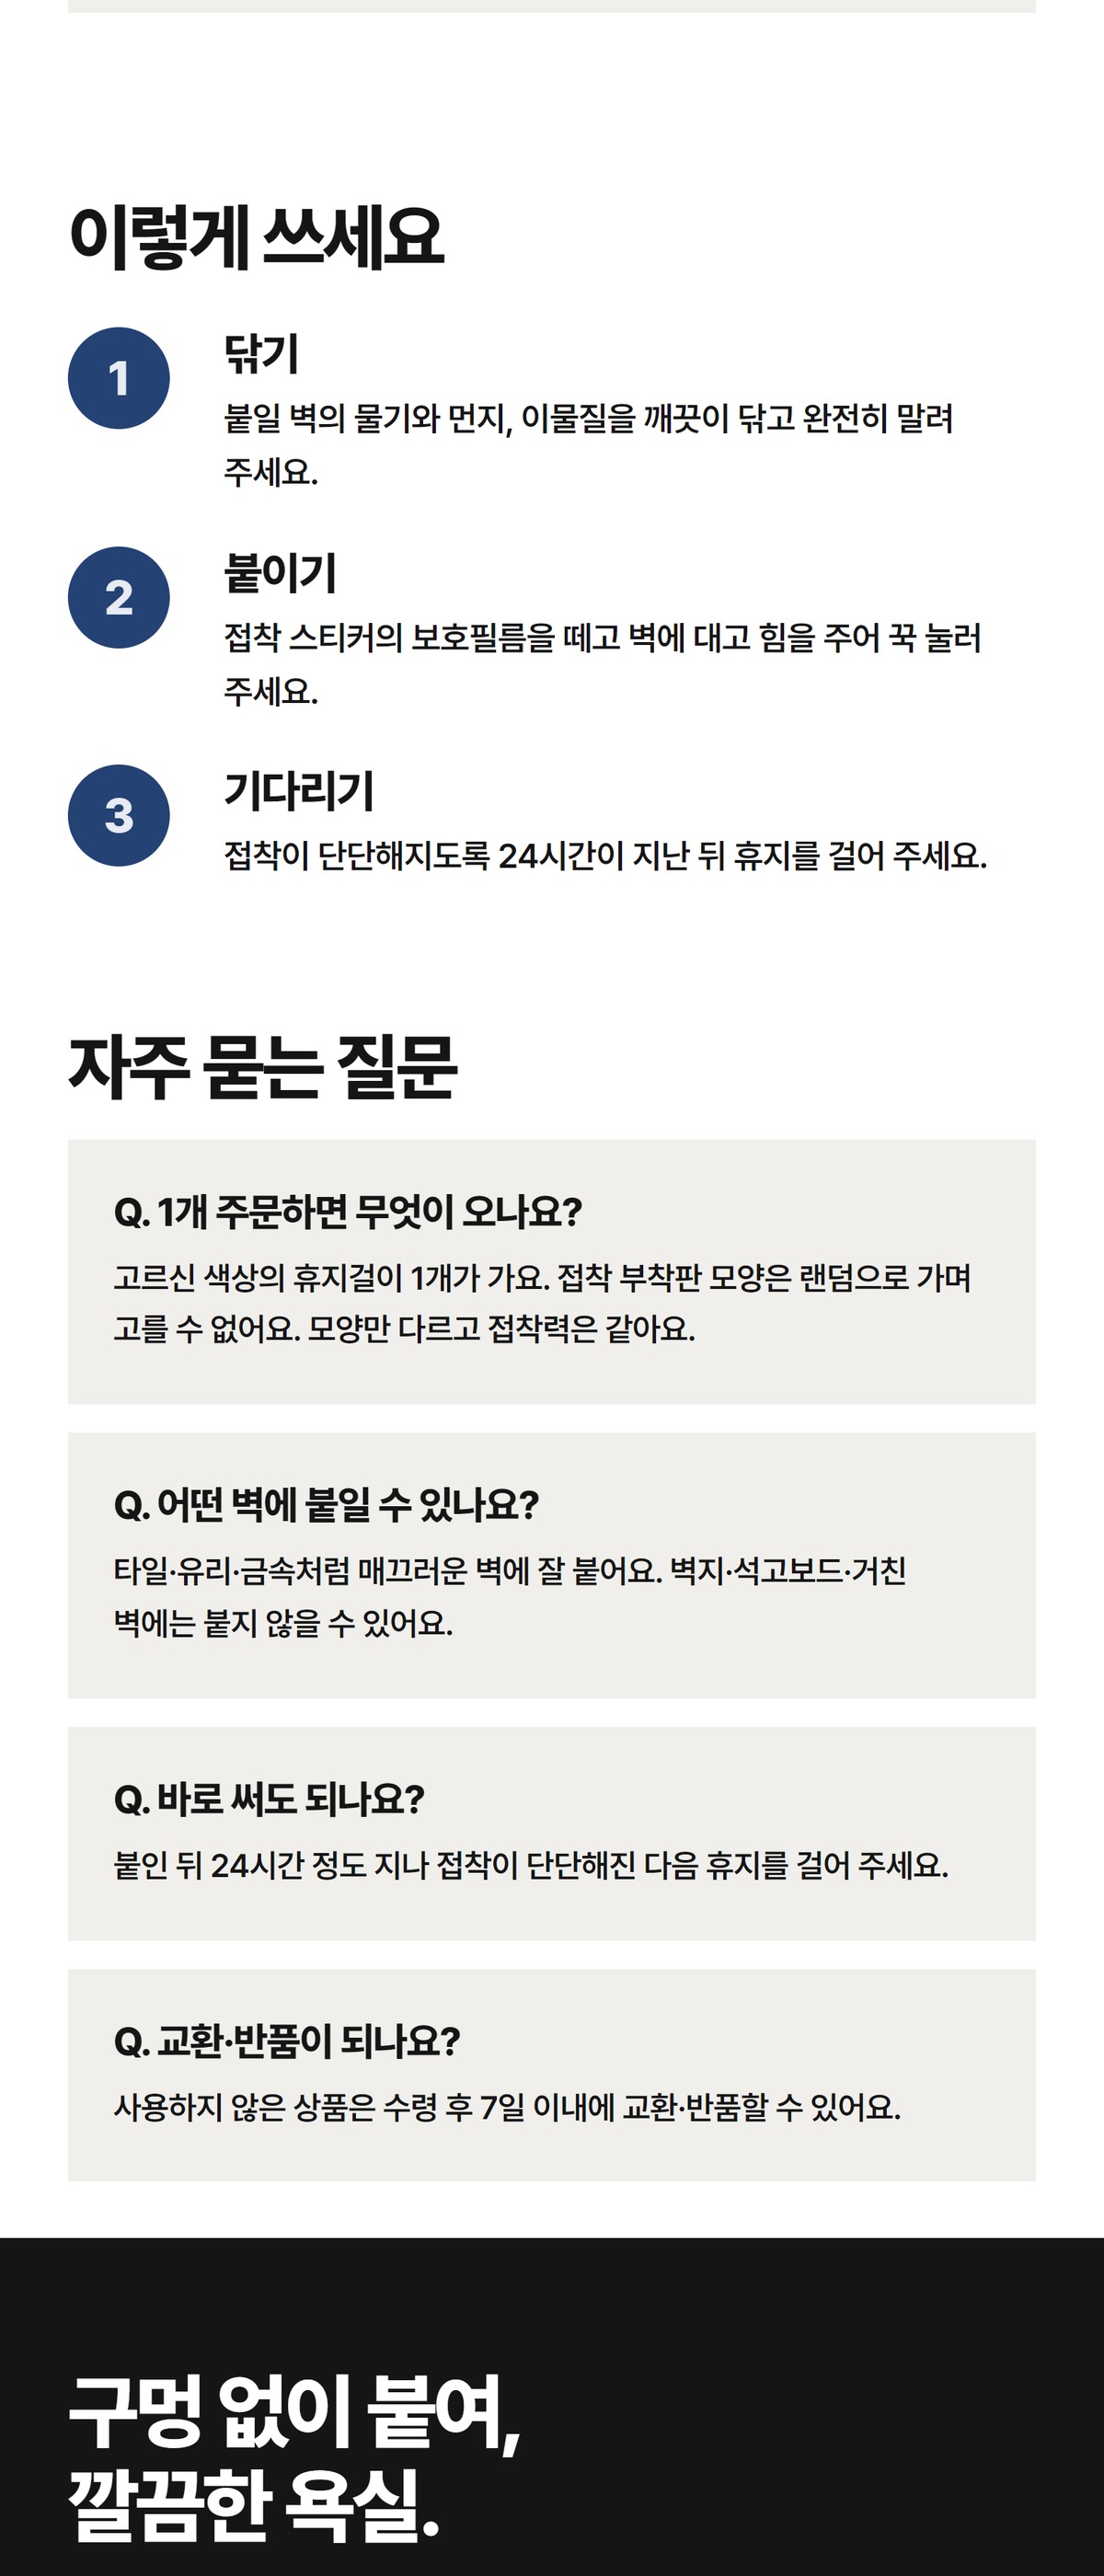 이렇게 쓰세요
1
닦기
붙일 벽의 물기와 먼지, 이물질을 깨끗이 닦고 완전히 말려
주세요.
2
붙이기
접착 스티커의 보호필름을 떼고 벽에 대고 힘을 주어 꾹 눌러
주세요.
3
기다리기
접착이 단단해지도록 24시간이 지난 뒤 휴지를 걸어 주세요.
자주 묻는 질문
Q. 1개 주문하면 무엇이 오나요?
고르신 색상의 휴지걸이 1개가 가요. 접착 부착판 모양은 랜덤으로 가며
고를 수 없어요. 모양만 다르고 접착력은 같아요.
Q. 어떤 벽에 붙일 수 있나요?
타일·유리·금속처럼 매끄러운 벽에 잘 붙어요. 벽지·석고보드·거친
벽에는 붙지 않을 수 있어요.
Q. 바로 써도 되나요?
붙인 뒤 24시간 정도 지나 접착이 단단해진 다음 휴지를 걸어 주세요.
Q. 교환·반품이 되나요?
사용하지 않은 상품은 수령 후 7일 이내에 교환·반품할 수 있어요.
구멍 없이 붙여,
깔끔한 욕실.